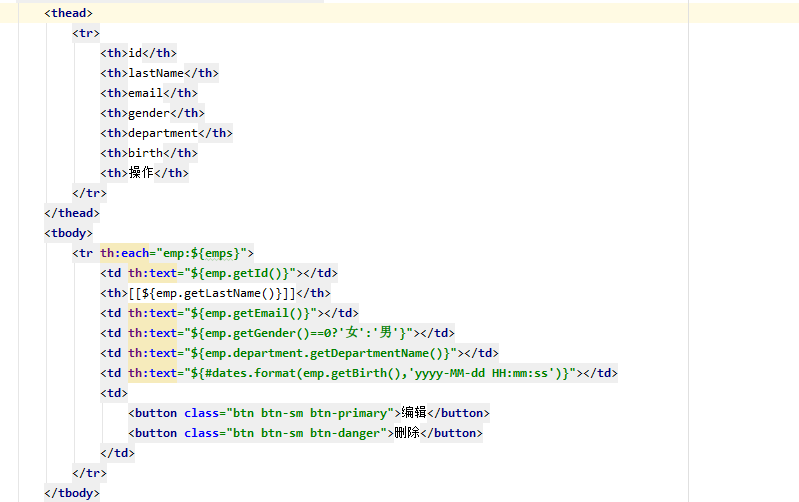 <thead>
<tr>
<th>id</th>
<th>lastName</th>
<th>email</th>
<th>gender</th>
<th>department</th>
<th>birth</th>
<th>操作</th>
</tr>
</thead>
<tbody>
<tr th:each="emp:${emps}">
<td th:text="${emp.getId()}"></td>
<th>[[${emp.getLastName()}]]</th>
<td th:text="${emp.getEmail()}"></td>
<td th:text="${emp.getGender()==0?'女':'男'}"></td>
<td th:text="${emp.department.getDepartmentName()}"></td>
<td th:text="${#dates.format(emp.getBirth(),'yyyy-MM-dd HH:mm:ss')}"></td>
<td>
<button class="btn btn-sm btn-primary">编辑</button>
<button class="btn btn-sm btn-danger">删除</button>
</td>
</tr>
</tbody>